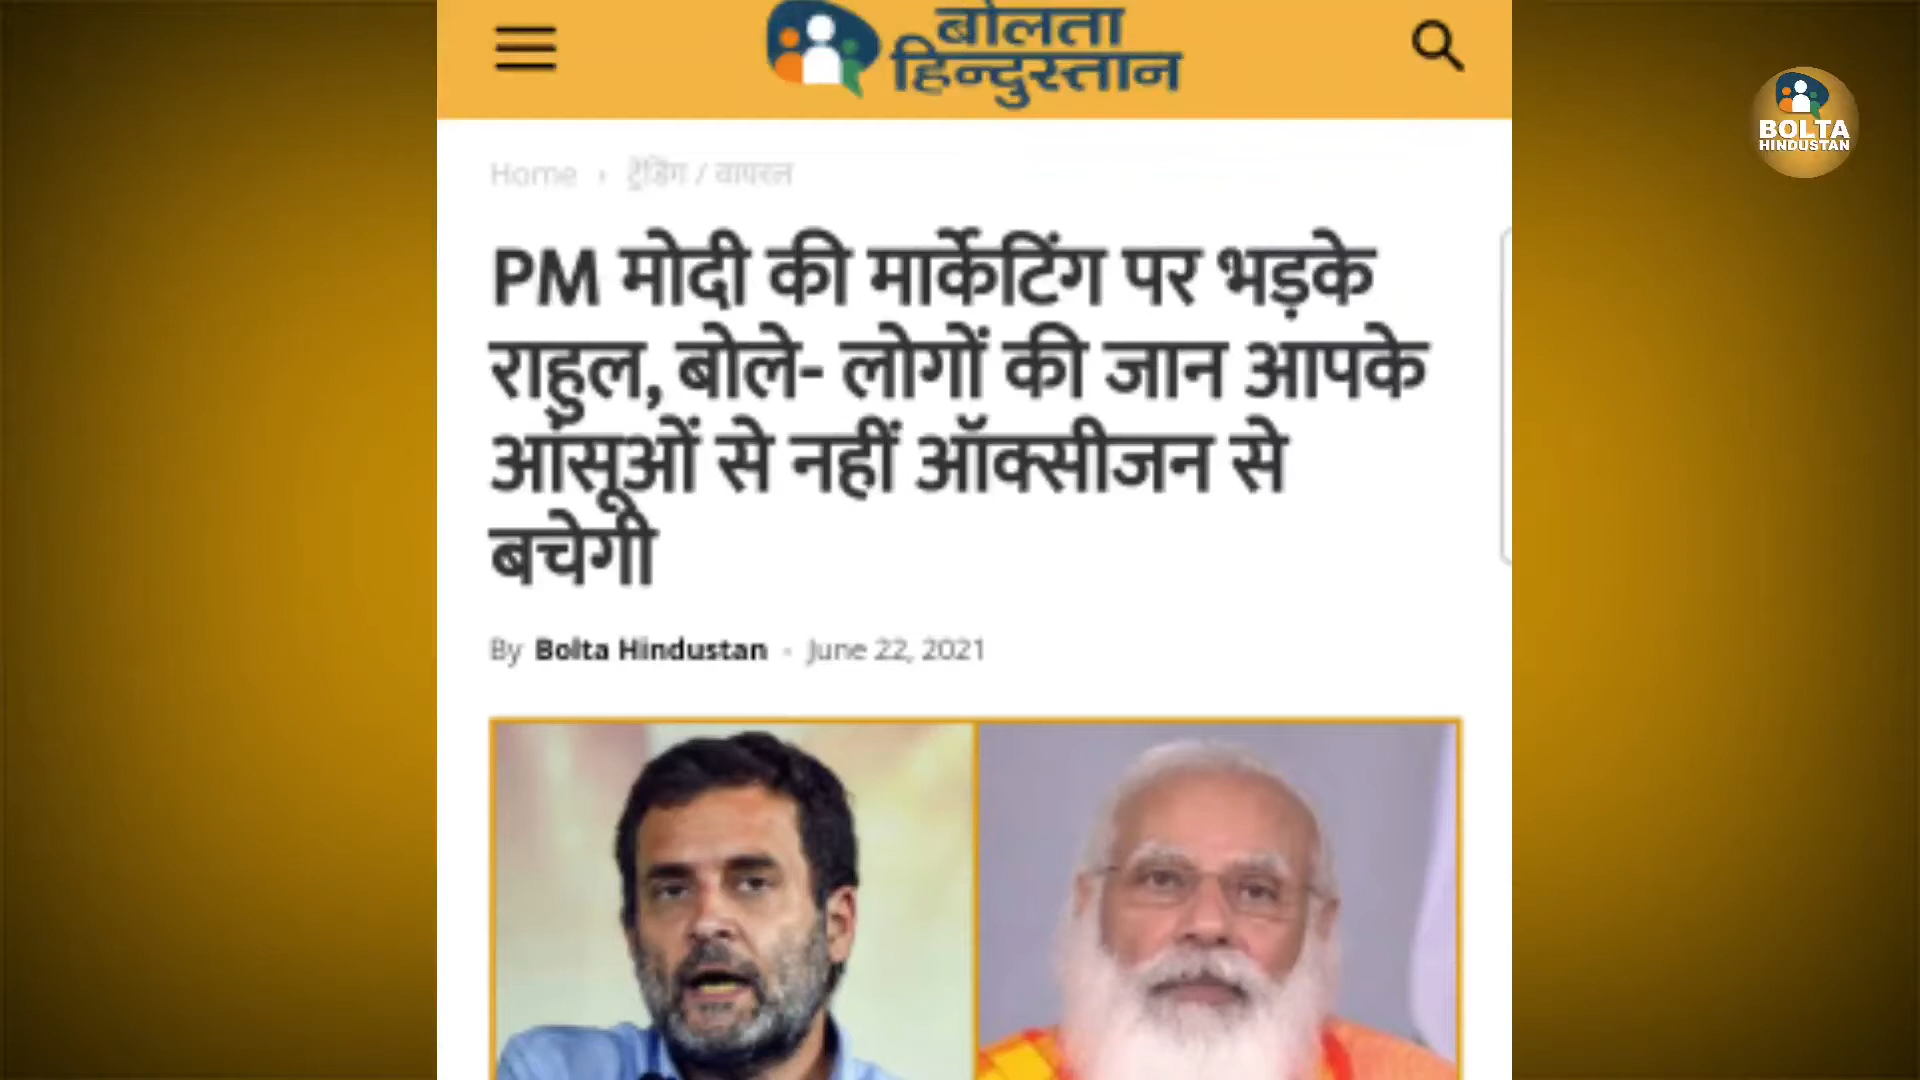 बोलता
हिन्दुस्तान
BOLTA
HINDUSTAN
Home › ट्रेंडिंग / वायरल
PM मोदी की मार्केटिंग पर भड़के
राहुल, बोले- लोगों की जान आपके
आंसूओं से नहीं ऑक्सीजन से
बचेगी
By Bolta Hindustan - June 22, 2021